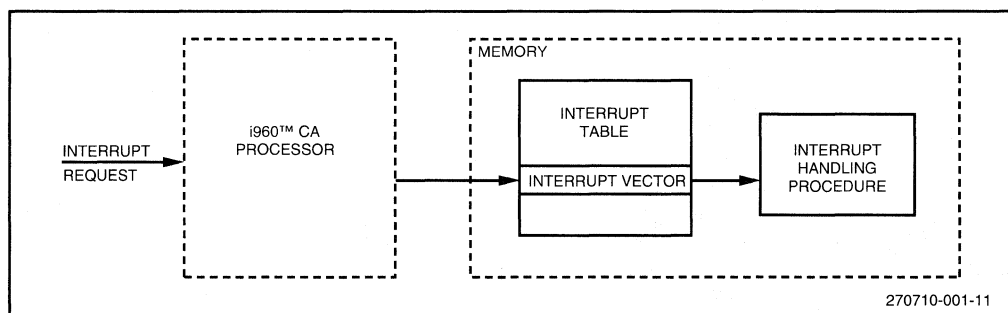 INTERRUPT
REQUEST
i960™ CA
PROCESSOR
MEMORY
INTERRUPT
TABLE
INTERRUPT VECTOR
INTERRUPT
HANDLING
PROCEDURE
270710-001-11